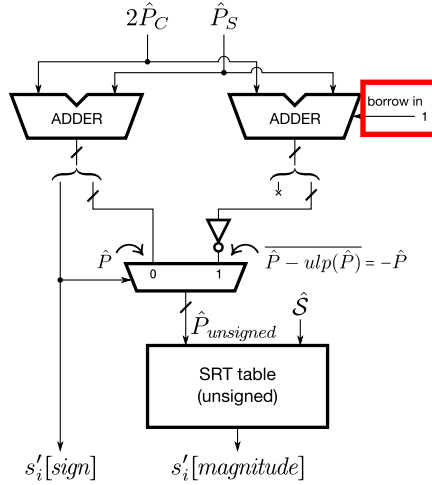 2P̂_C P̂_S
ADDER ADDER
borrow in
1
P̂ 0 1 \overline{P̂ − ulp(P̂)} = −P̂
P̂_{unsigned} Ŝ
SRT table
(unsigned)
s′_i[sign] s′_i[magnitude]